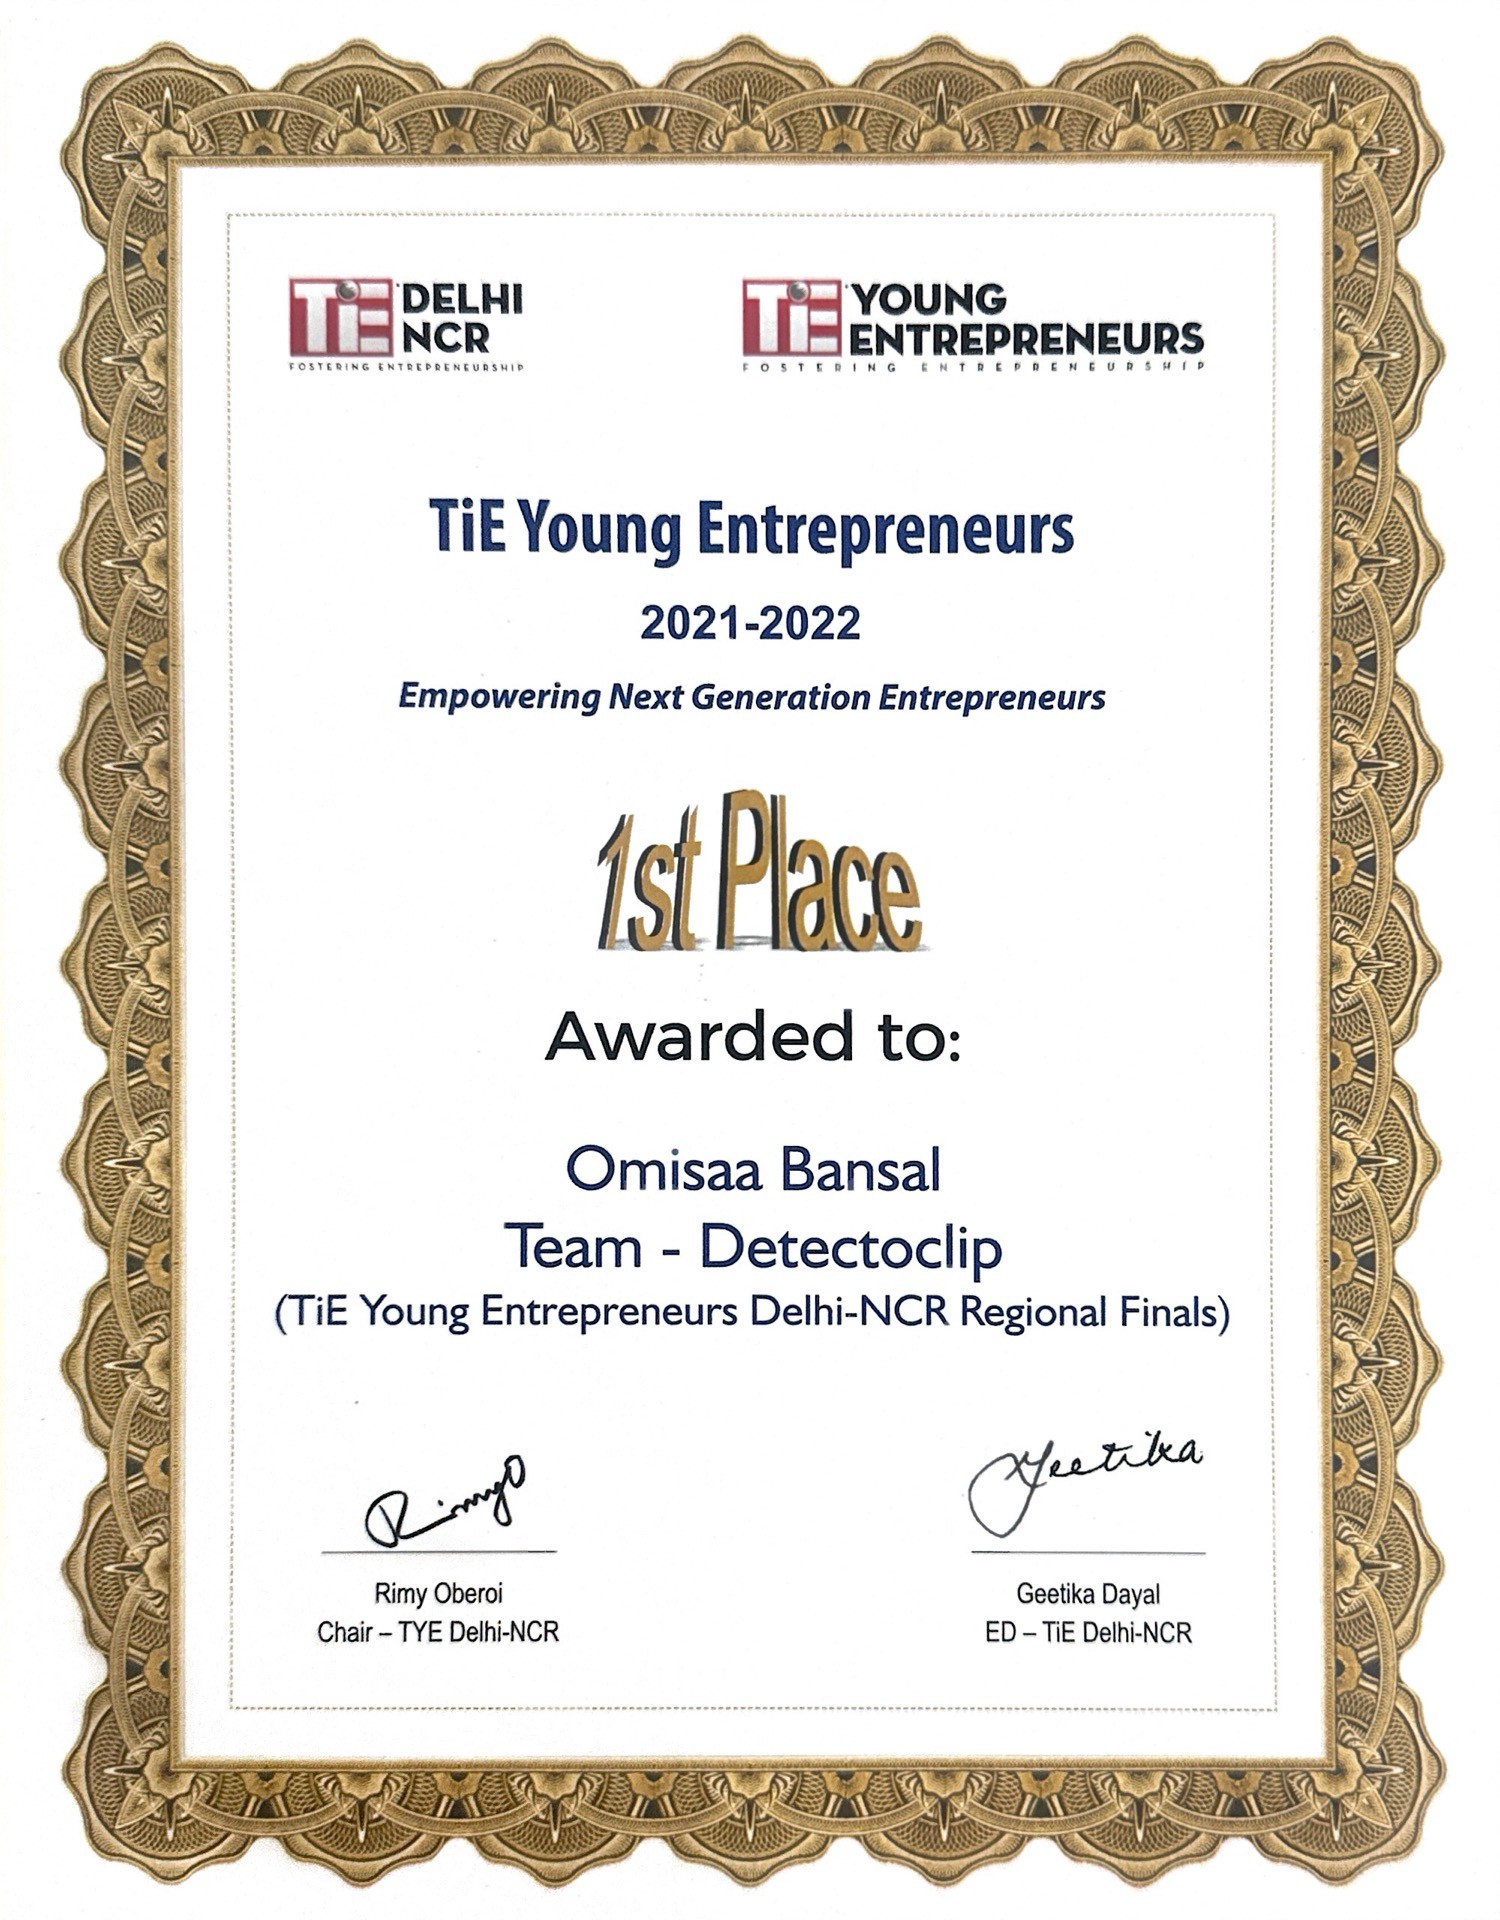 TiE DELHI NCR
FOSTERING ENTREPRENEURSHIP
TiE YOUNG ENTREPRENEURS
FOSTERING ENTREPRENEURSHIP
TiE Young Entrepreneurs
2021-2022
Empowering Next Generation Entrepreneurs
1st Place
Awarded to:
Omisaa Bansal
Team - Detectoclip
(TiE Young Entrepreneurs Delhi-NCR Regional Finals)
Rimy O
Geetika
Rimy Oberoi
Chair – TYE Delhi-NCR
Geetika Dayal
ED – TiE Delhi-NCR